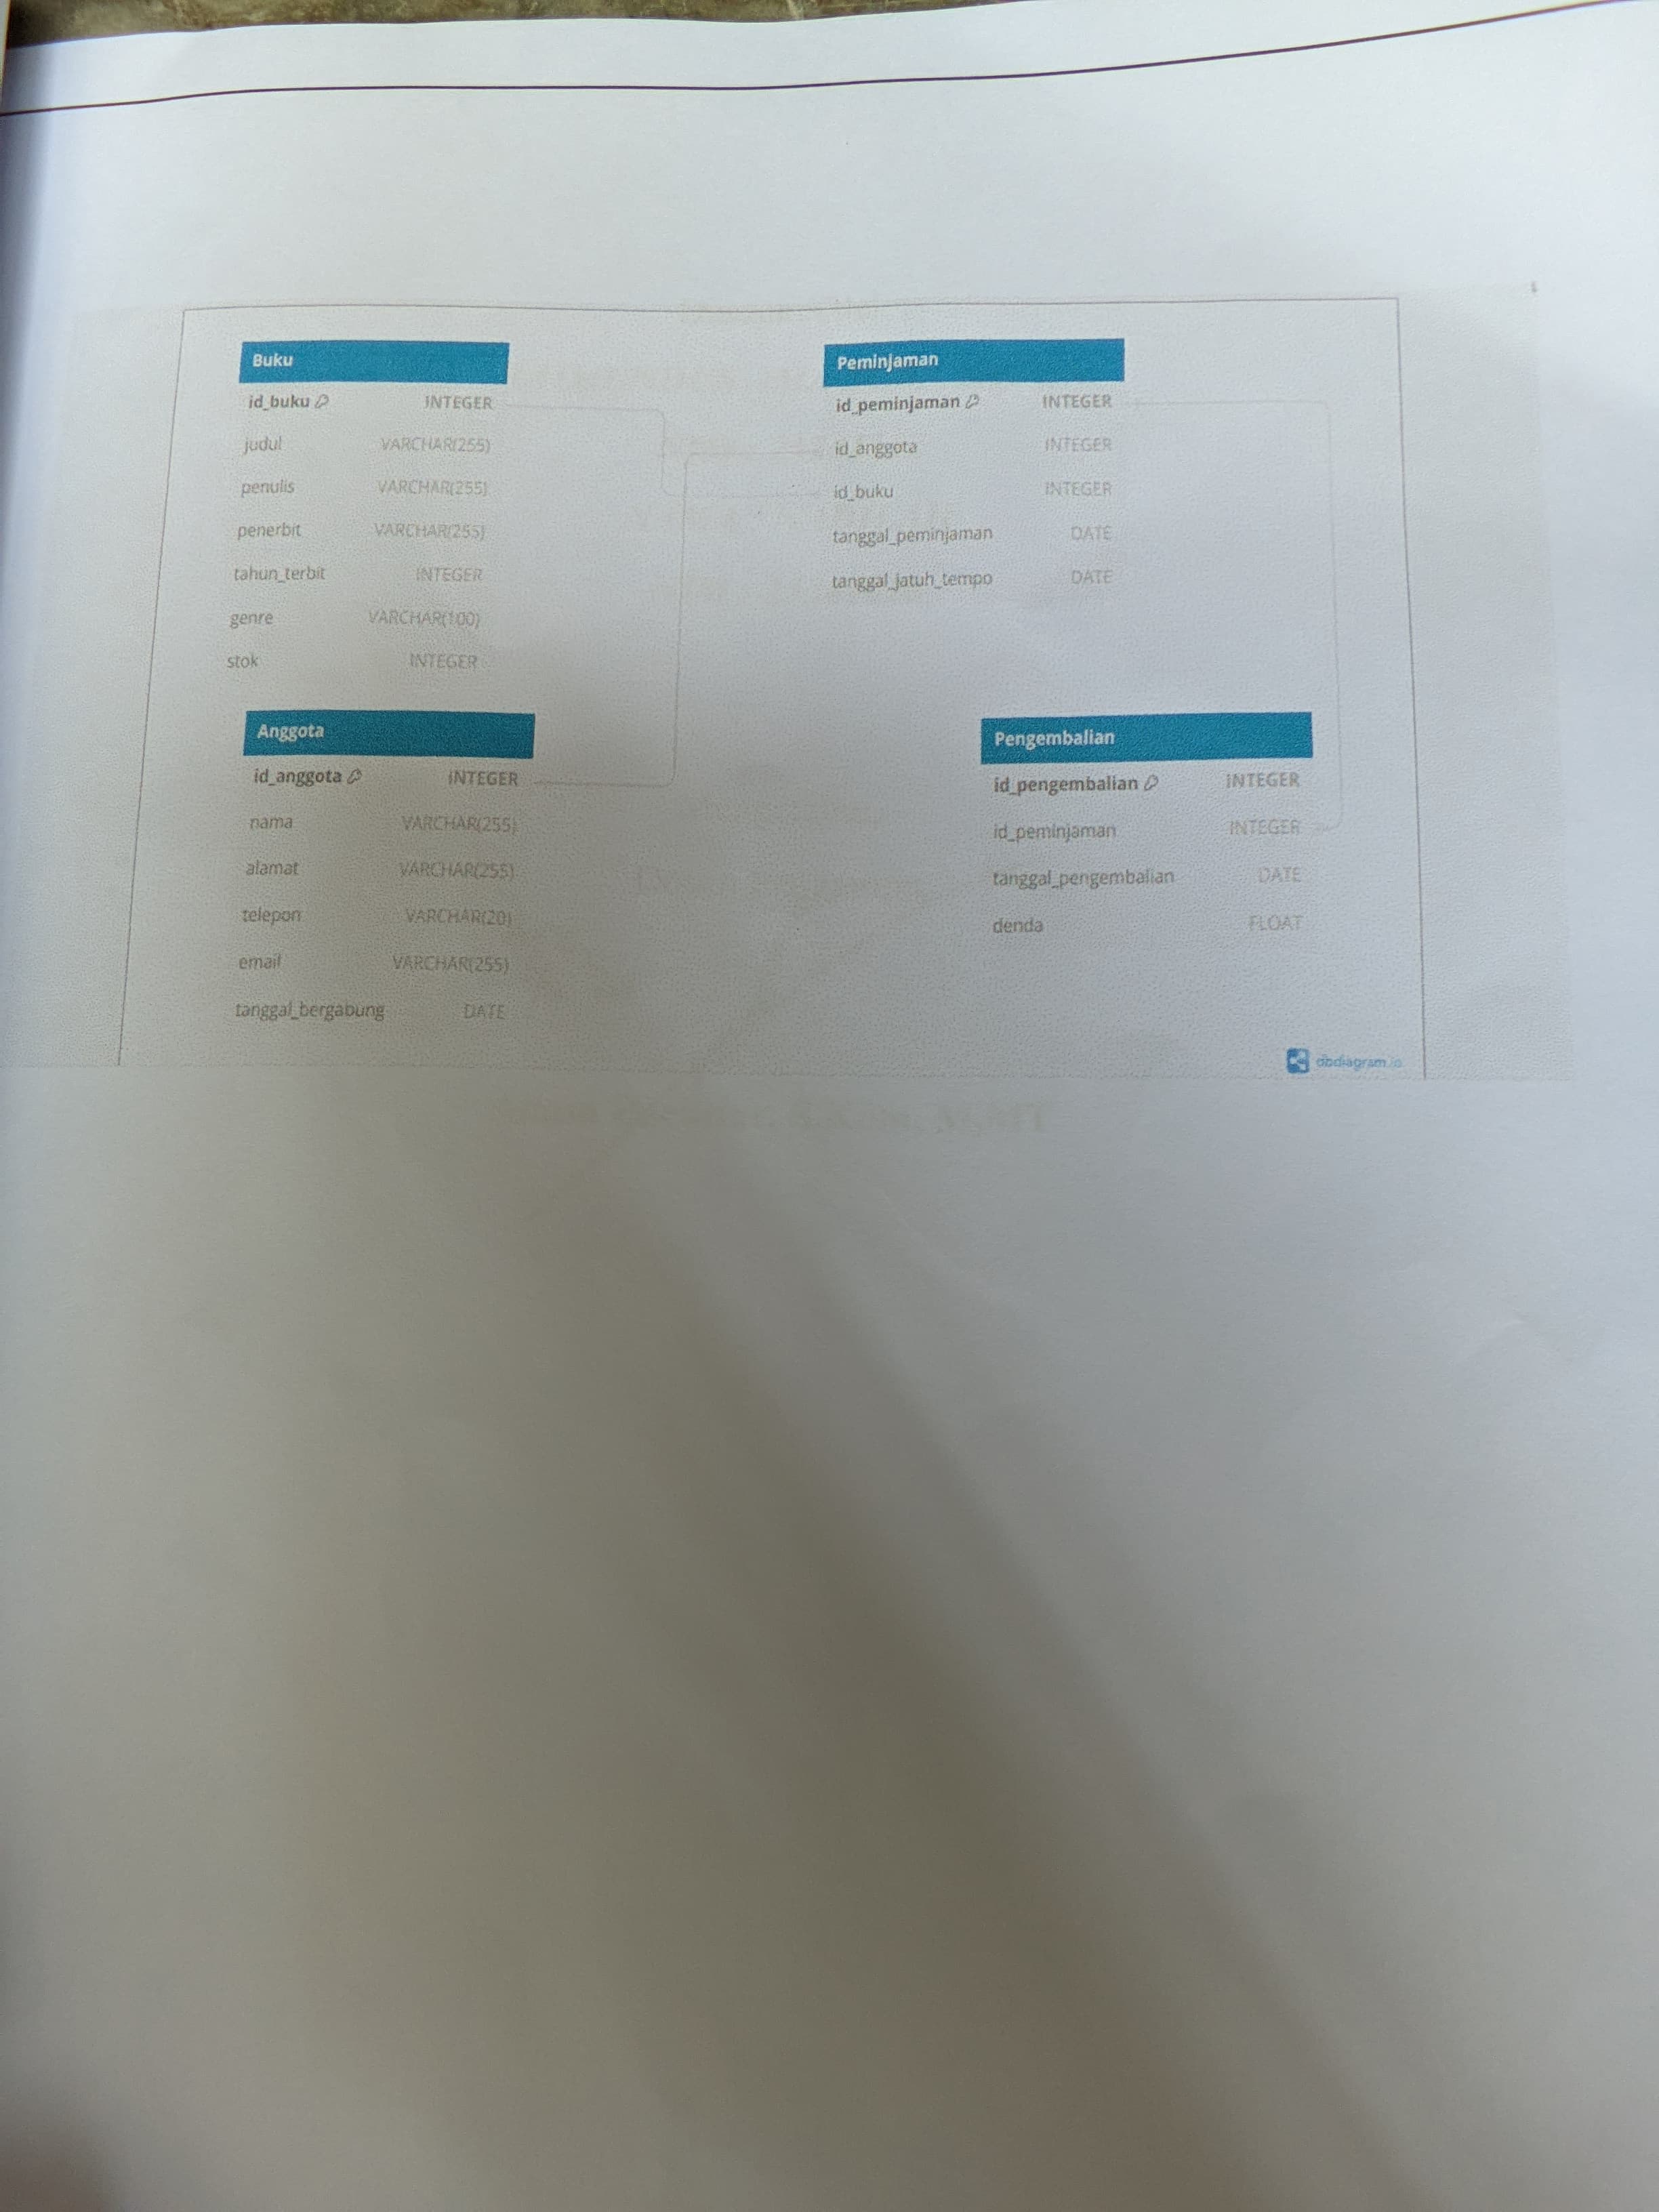 Buku
id_buku INTEGER
judul VARCHAR(255)
penulis VARCHAR(255)
penerbit VARCHAR(255)
tahun_terbit INTEGER
genre VARCHAR(100)
stok INTEGER
Peminjaman
id_peminjaman INTEGER
id_anggota INTEGER
id_buku INTEGER
tanggal_peminjaman DATE
tanggal_jatuh_tempo DATE
Anggota
id_anggota INTEGER
nama VARCHAR(255)
alamat VARCHAR(255)
telepon VARCHAR(20)
email VARCHAR(255)
tanggal_bergabung DATE
Pengembalian
id_pengembalian INTEGER
id_peminjaman INTEGER
tanggal_pengembalian DATE
denda FLOAT
dbdiagram.io